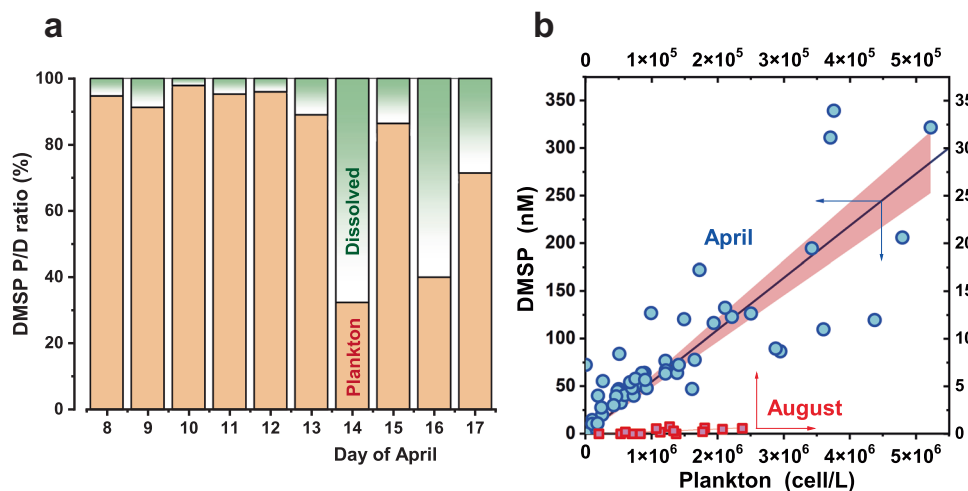 a
DMSP P/D ratio (%)
100
80
60
40
20
0
Dissolved
Plankton
8 9 10 11 12 13 14 15 16 17
Day of April
b
0 1×10⁵ 2×10⁵ 3×10⁵ 4×10⁵ 5×10⁵
DMSP (nM)
350
300
250
200
150
100
50
0
April
August
0 1×10⁶ 2×10⁶ 3×10⁶ 4×10⁶ 5×10⁶
Plankton (cell/L)